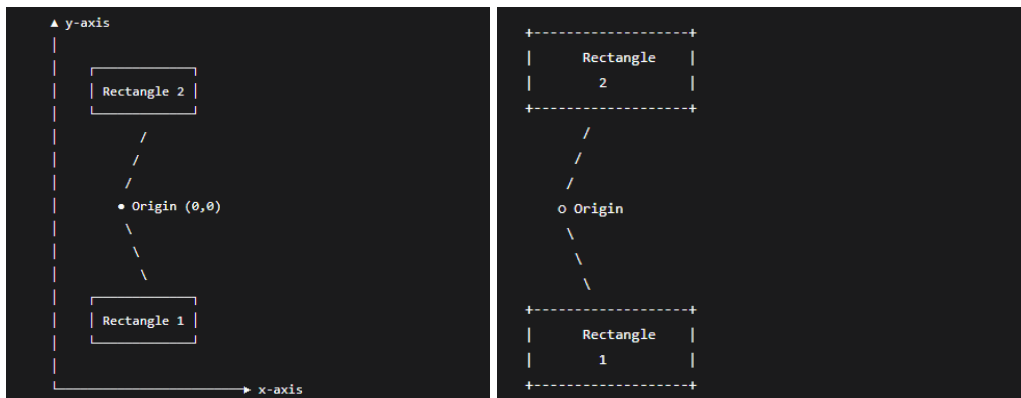 y-axis
Rectangle 2
Origin (0,0)
Rectangle 1
x-axis
Rectangle
2
Origin
Rectangle
1